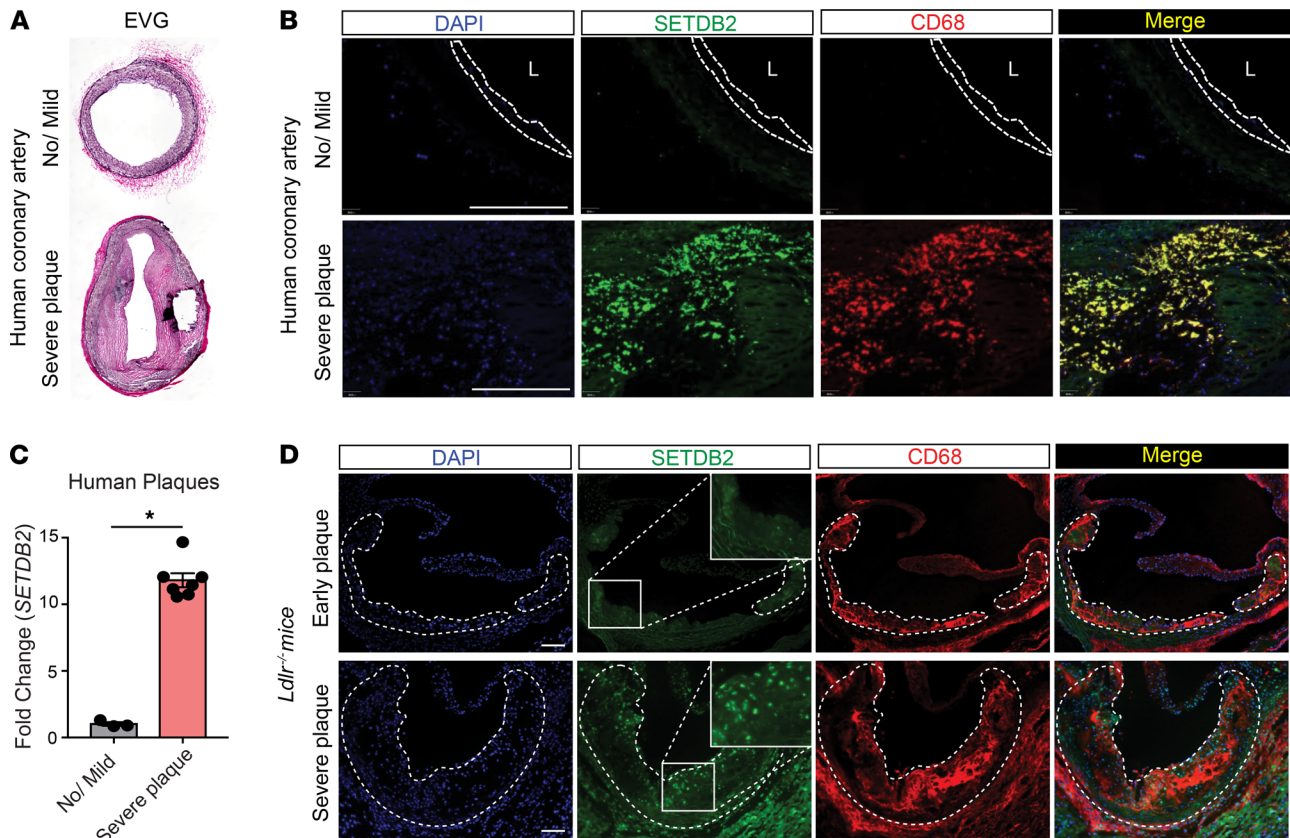 A
EVG
Human coronary artery
No/ Mild
Severe plaque
B
DAPI
SETDB2
CD68
Merge
Human coronary artery
No/ Mild
L
L
L
L
Severe plaque
C
Human Plaques
*
Fold Change (SETDB2)
15
10
5
0
No/ Mild
Severe plaque
D
DAPI
SETDB2
CD68
Merge
Ldlr-/- mice
Early plaque
Severe plaque